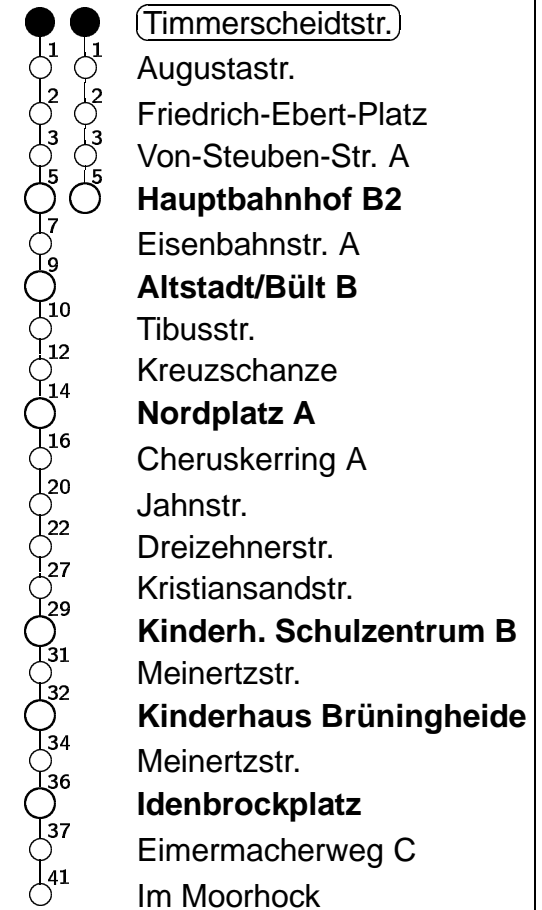 Timmerscheidtstr.
1 1 Augustastr.
2 2 Friedrich-Ebert-Platz
3 3 Von-Steuben-Str. A
5 5 Hauptbahnhof B2
7 Eisenbahnstr. A
9 Altstadt/Bült B
10 Tibusstr.
12 Kreuzschanze
14 Nordplatz A
16 Cheruskerring A
20 Jahnstr.
22 Dreizehnerstr.
27 Kristiansandstr.
29 Kinderh. Schulzentrum B
31 Meinertzstr.
32 Kinderhaus Brüningheide
34 Meinertzstr.
36 Idenbrockplatz
37 Eimermacherweg C
41 Im Moorhock